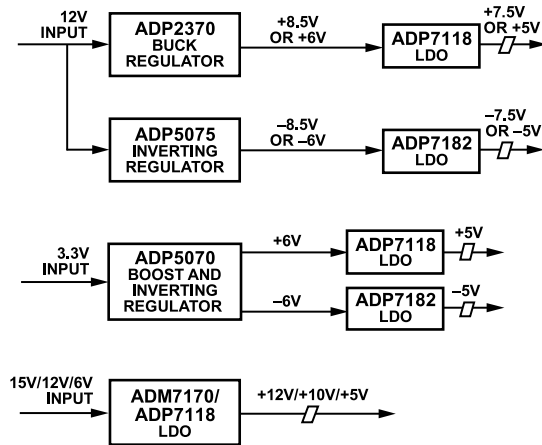 12V
INPUT
ADP2370
BUCK
REGULATOR
+8.5V
OR +6V
ADP7118
LDO
+7.5V
OR +5V
ADP5075
INVERTING
REGULATOR
–8.5V
OR –6V
ADP7182
LDO
–7.5V
OR –5V
3.3V
INPUT
ADP5070
BOOST AND
INVERTING
REGULATOR
+6V
ADP7118
LDO
+5V
–6V
ADP7182
LDO
–5V
15V/12V/6V
INPUT
ADM7170/
ADP7118
LDO
+12V/+10V/+5V